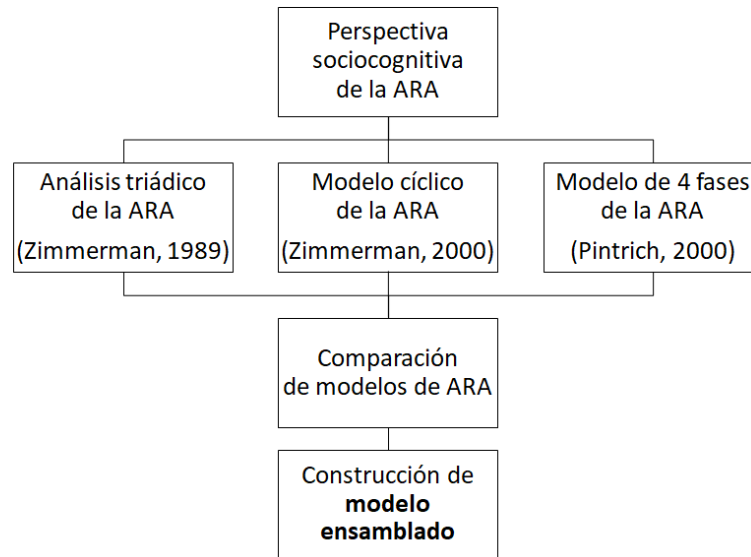 Perspectiva
sociocognitiva
de la ARA
Análisis triádico
de la ARA
(Zimmerman, 1989)
Modelo cíclico
de la ARA
(Zimmerman, 2000)
Modelo de 4 fases
de la ARA
(Pintrich, 2000)
Comparación
de modelos de ARA
Construcción de
modelo
ensamblado